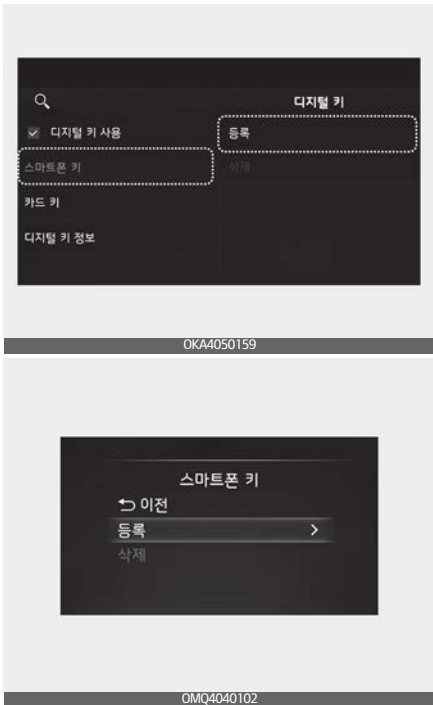 디지털 키
디지털 키 사용
등록
스마트폰 키
삭제
카드 키
디지털 키 정보
OKA4050159
스마트폰 키
이전
등록
삭제
OMQ4040102